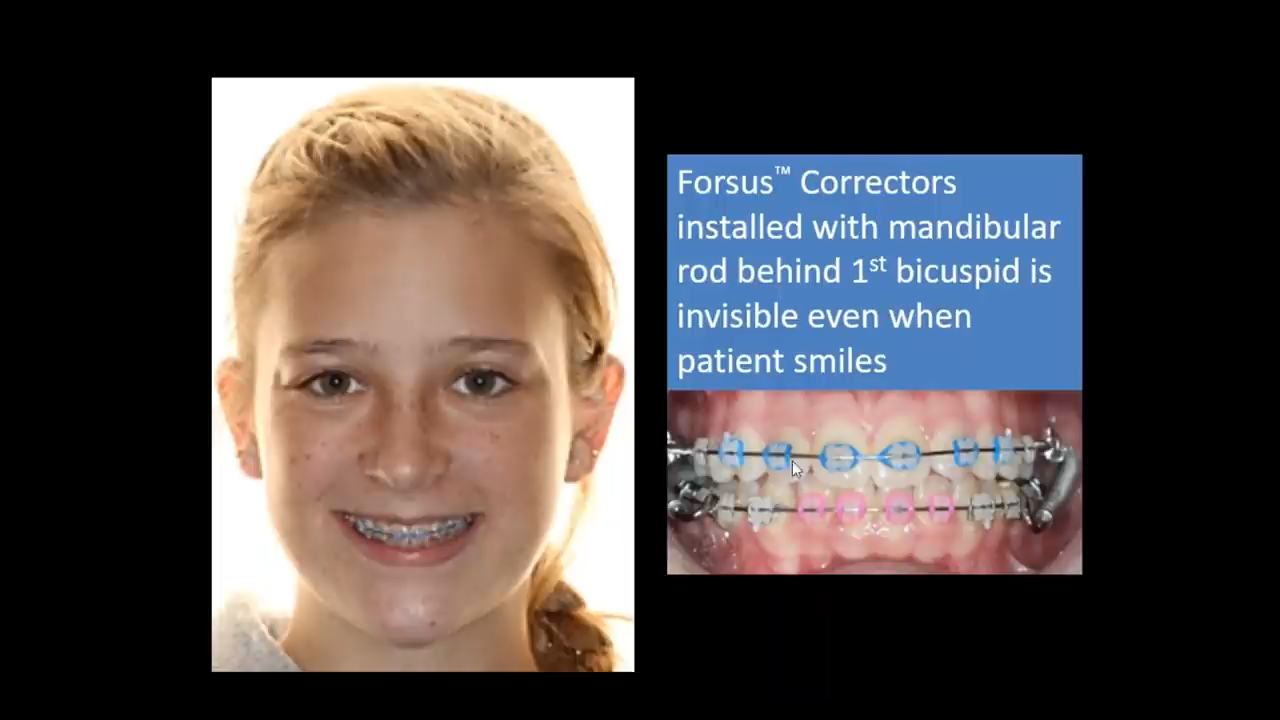 Forsus™ Correctors
installed with mandibular
rod behind 1st bicuspid is
invisible even when
patient smiles